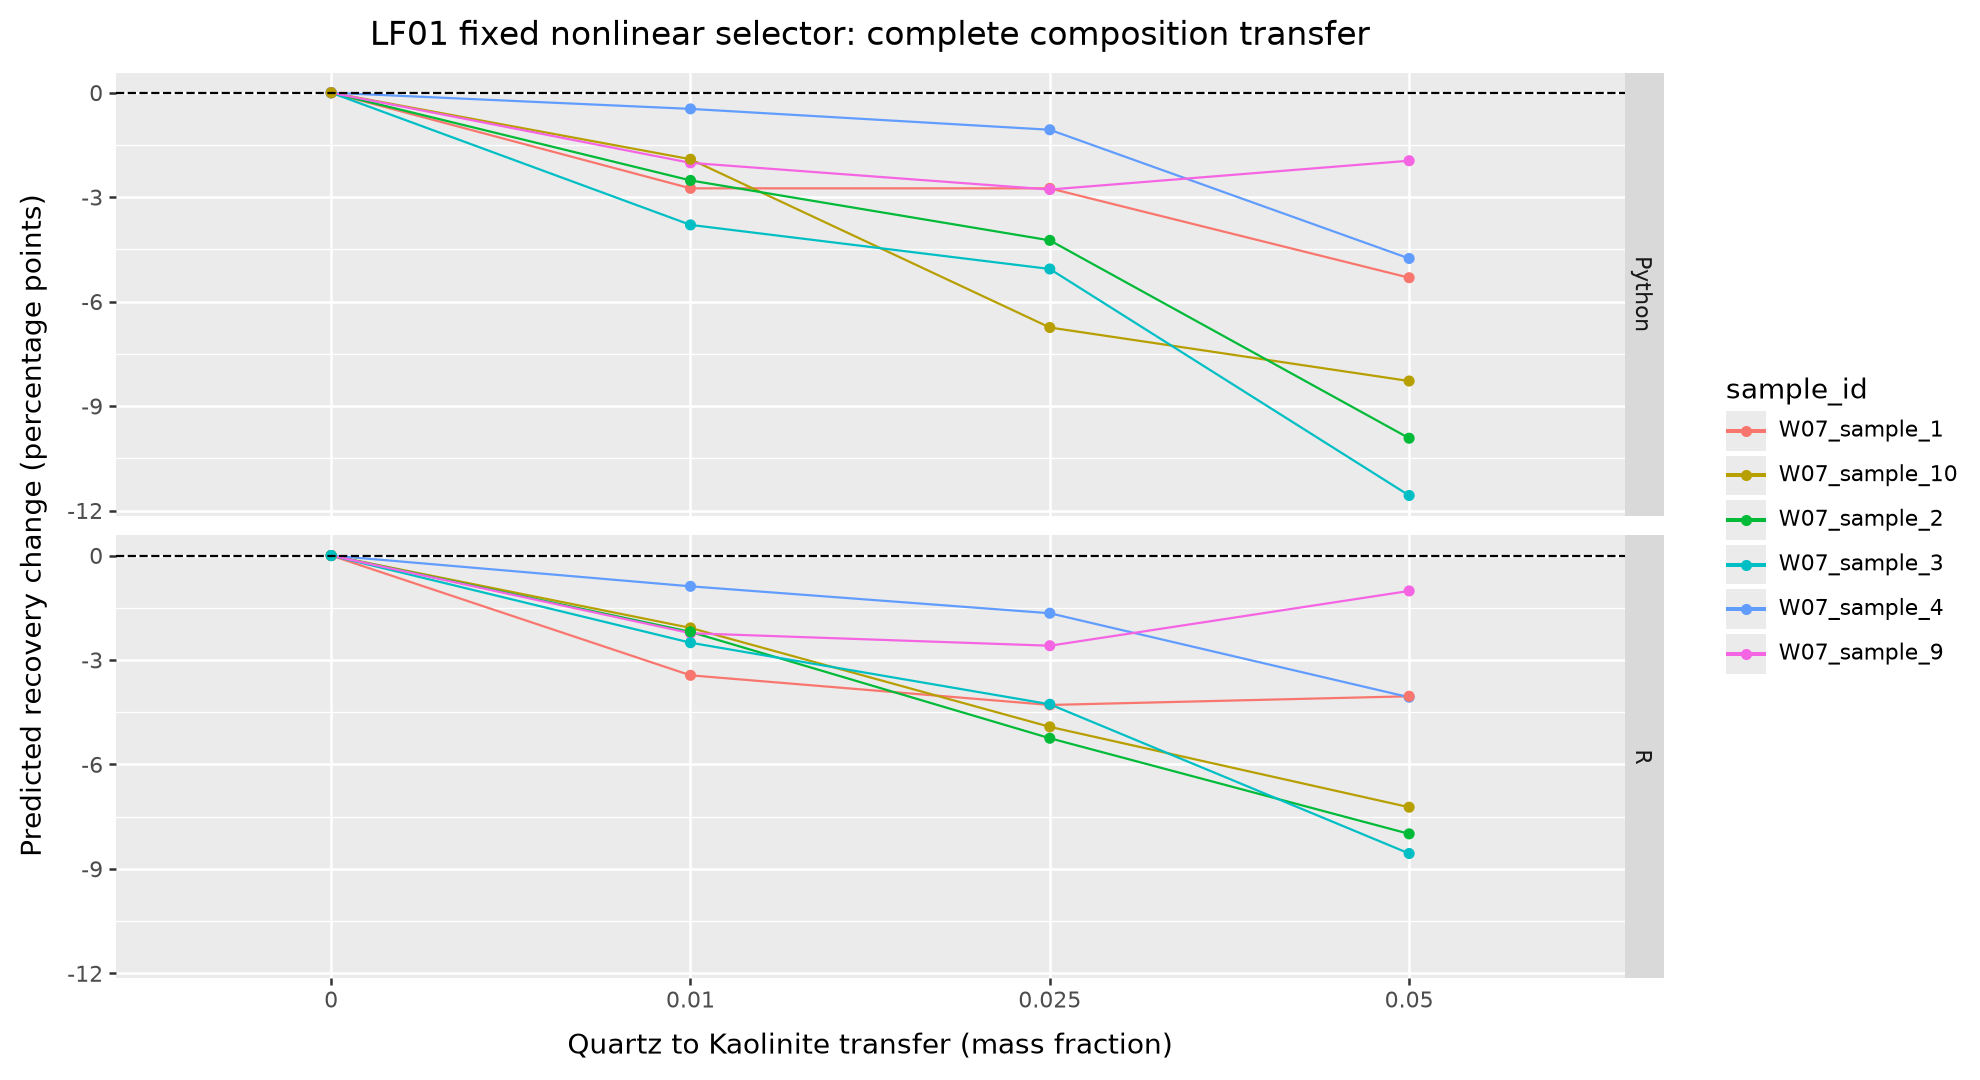 LF01 fixed nonlinear selector: complete composition transfer
Predicted recovery change (percentage points)
0
-3
-6
-9
-12
Python
0
-3
-6
-9
-12
R
0
0.01
0.025
0.05
Quartz to Kaolinite transfer (mass fraction)
sample_id
W07_sample_1
W07_sample_10
W07_sample_2
W07_sample_3
W07_sample_4
W07_sample_9